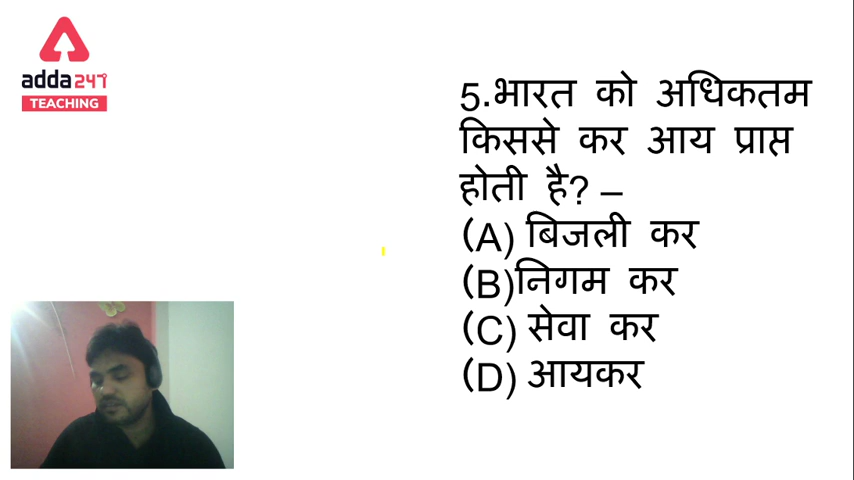 adda247
TEACHING
5.भारत को अधिकतम
किससे कर आय प्राप्त
होती है? –
(A) बिजली कर
(B)निगम कर
(C) सेवा कर
(D) आयकर